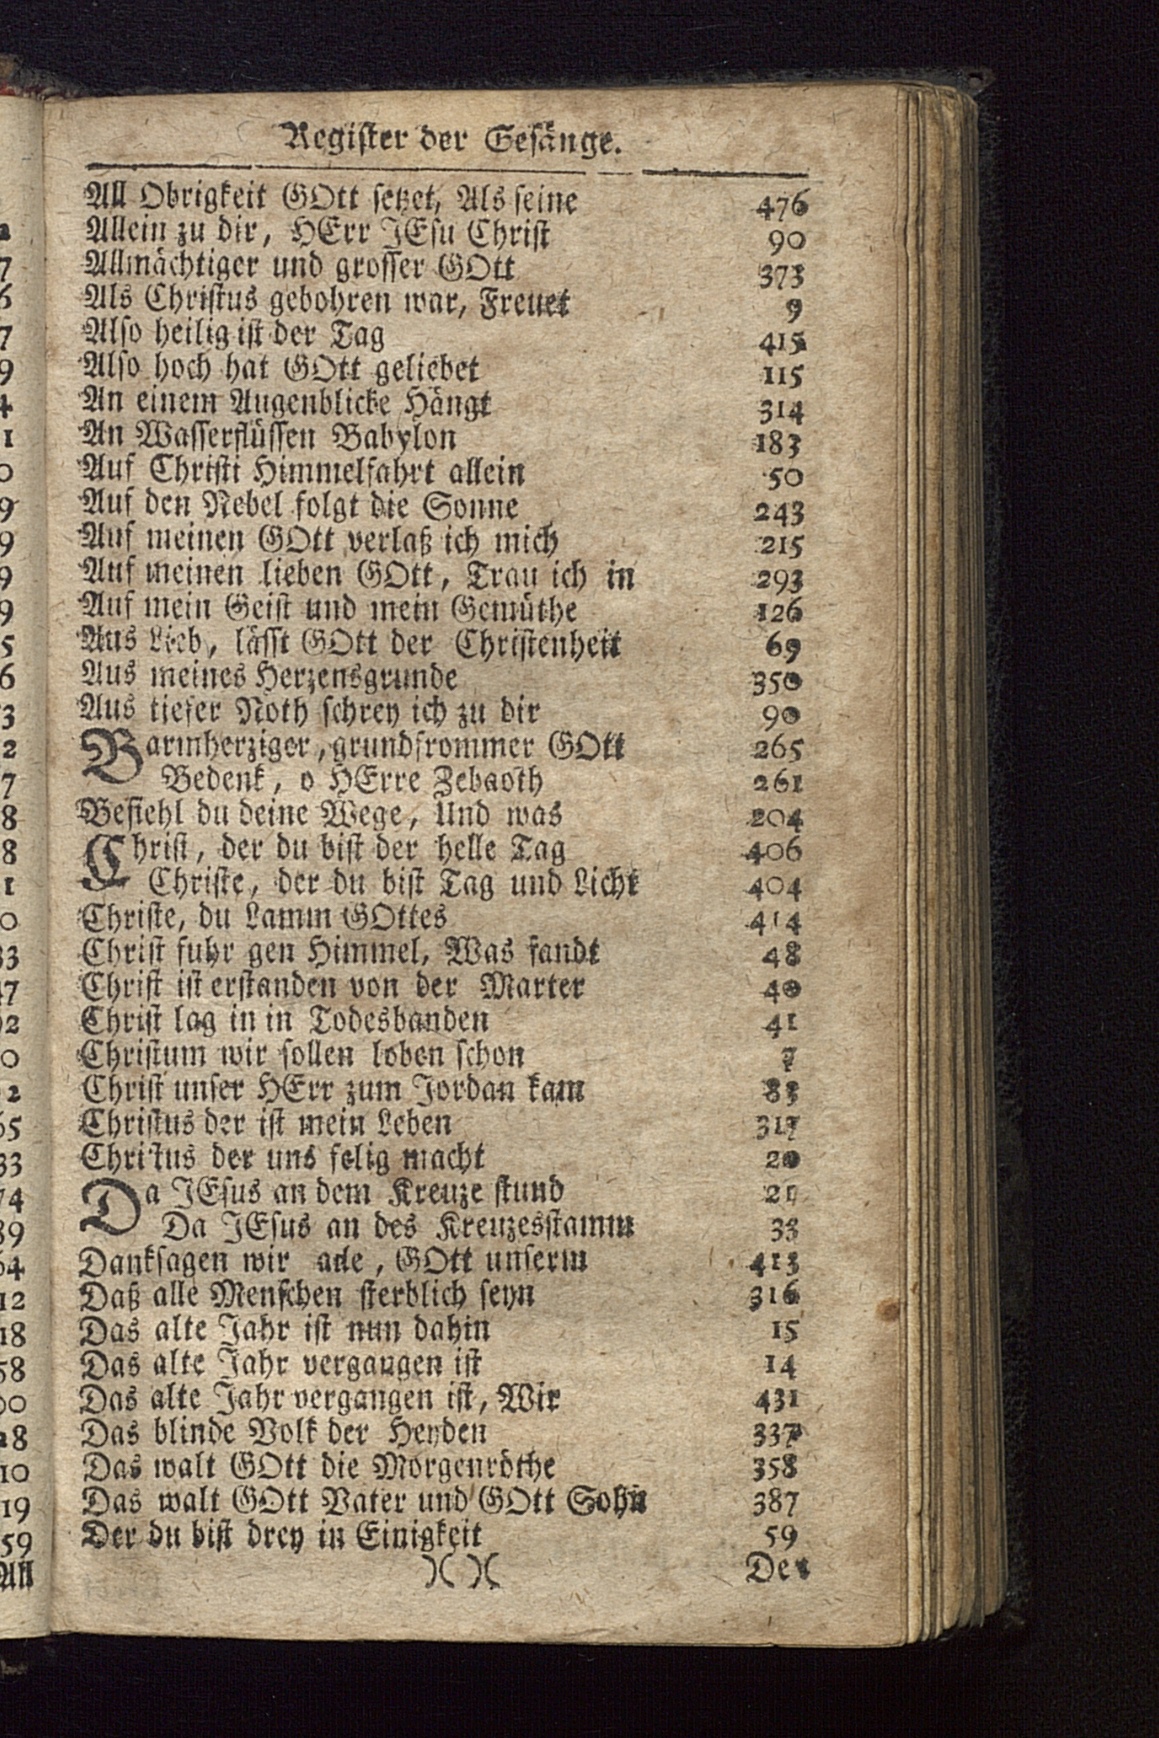 Register der Gesänge.
All Obrigkeit GOtt setzet, Als seine 476
Allein zu dir, HErr JEsu Christ 90
Allmächtiger und grosser GOtt 373
Als Christus gebohren war, Freuet 9
Also heilig ist der Tag 415
Also hoch hat GOtt geliebet 115
An einem Augenblicke Hängt 314
An Wasserflüssen Babylon 183
Auf Christi Himmelfahrt allein 50
Auf den Nebel folgt die Sonne 243
Auf meinen GOtt verlaß ich mich 215
Auf meinen lieben GOtt, Trau ich in 293
Auf mein Geist und mein Gemüthe 126
Aus Lieb, lässt GOtt der Christenheit 69
Aus meines Herzensgrunde 350
Aus tiefer Noth schrey ich zu dir 90
Barmherziger, grundfrommer GOtt 265
Bedenk, o HErre Zebaoth 261
Befiehl du deine Wege, Und was 204
Christ, der du bist der helle Tag 406
Christe, der du bist Tag und Licht 404
Christe, du Lamm GOttes 414
Christ fuhr gen Himmel, Was sandt 48
Christ ist erstanden von der Marter 40
Christ lag in in Todesbanden 41
Christum wir sollen loben schon 7
Christ unser HErr zum Jordan kam 83
Christus der ist mein Leben 317
Christus der uns selig macht 20
Da JEsus an dem Kreuze stund 21
Da JEsus an des Kreuzesstamm 33
Danksagen wir alle, GOtt unserm 413
Daß alle Menschen sterblich seyn 316
Das alte Jahr ist nun dahin 15
Das alte Jahr vergangen ist 14
Das alte Jahr vergangen ist, Wir 431
Das blinde Volk der Heyden 337
Das walt GOtt die Morgenröthe 358
Das walt GOtt Vater und GOtt Sohn 387
Der du bist drey in Einigkeit 59
)( )( Der